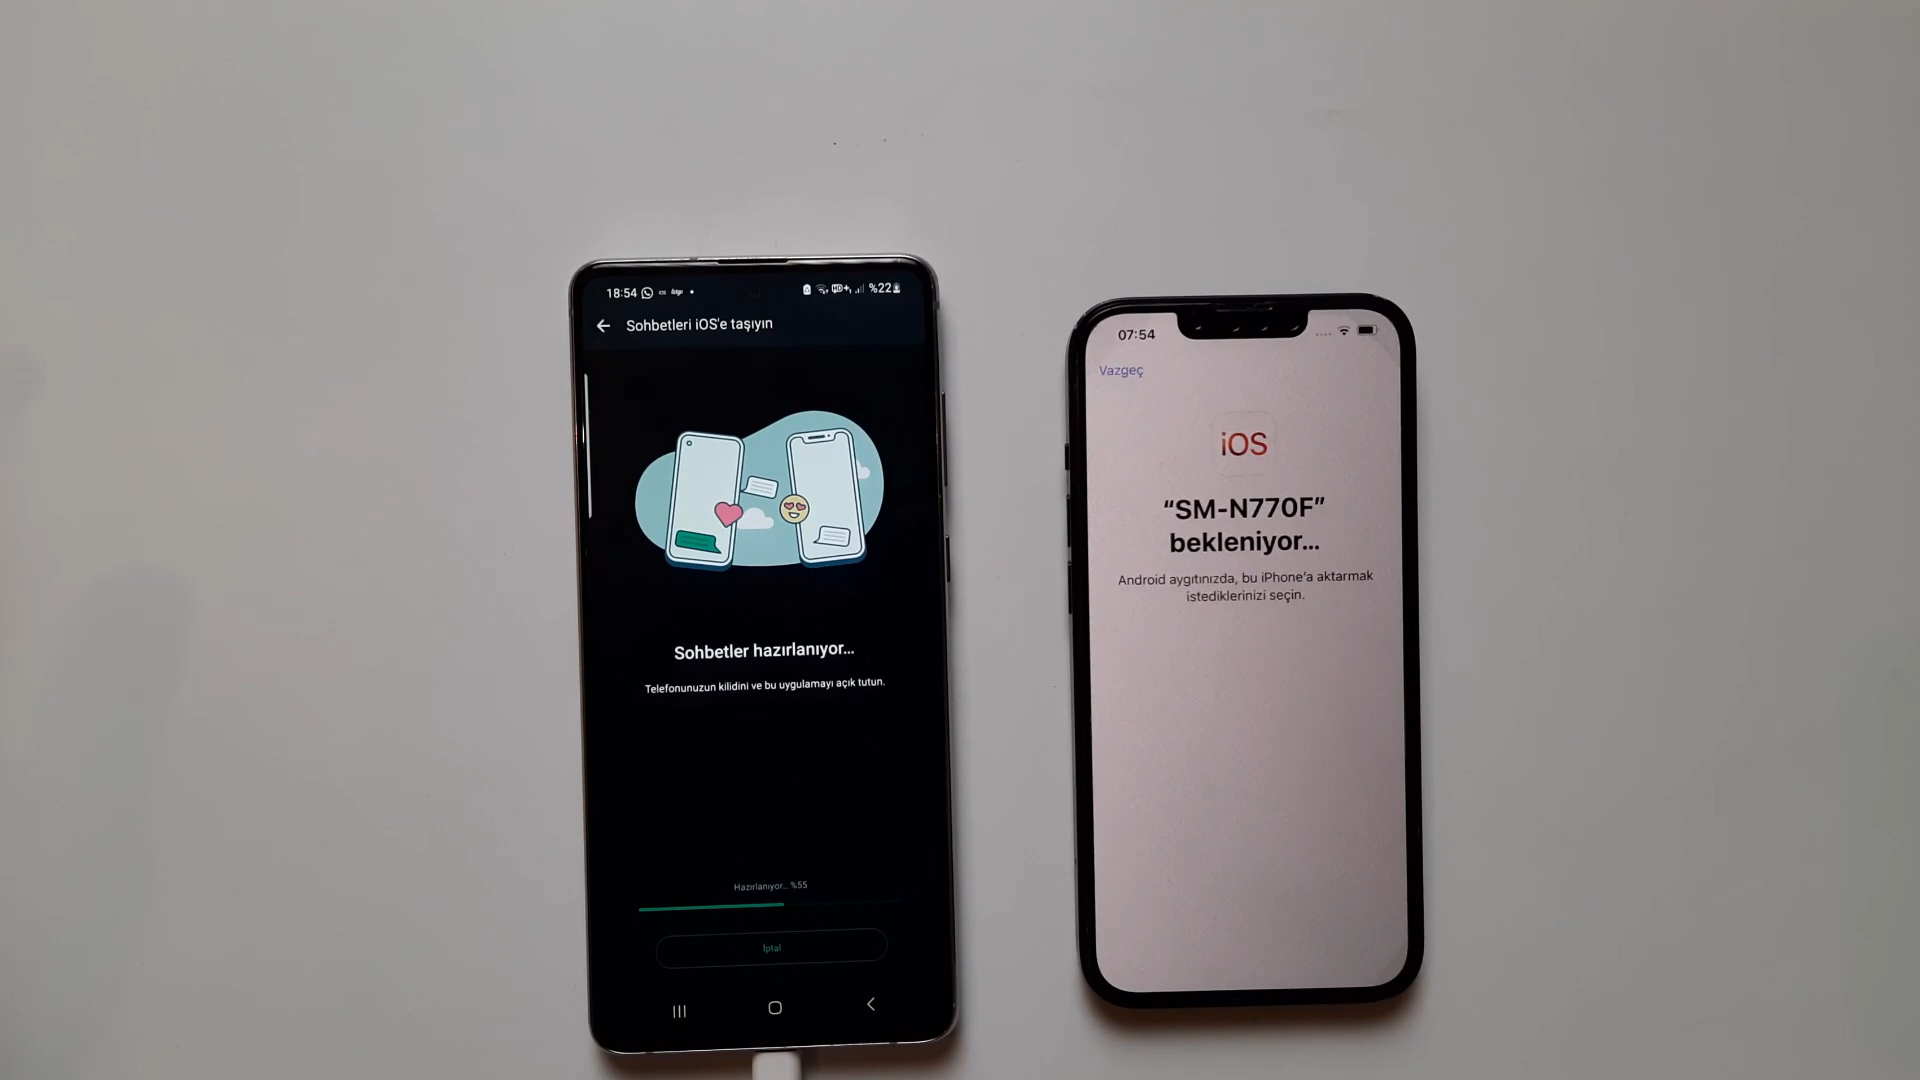 18:54
%22
Sohbetleri iOS'e taşıyın
Sohbetler hazırlanıyor...
Telefonunuzun kilidini ve bu uygulamayı açık tutun.
Hazırlanıyor... %55
İptal
07:54
Vazgeç
iOS
“SM-N770F”
bekleniyor...
Android aygıtınızda, bu iPhone’a aktarmak
istediklerinizi seçin.